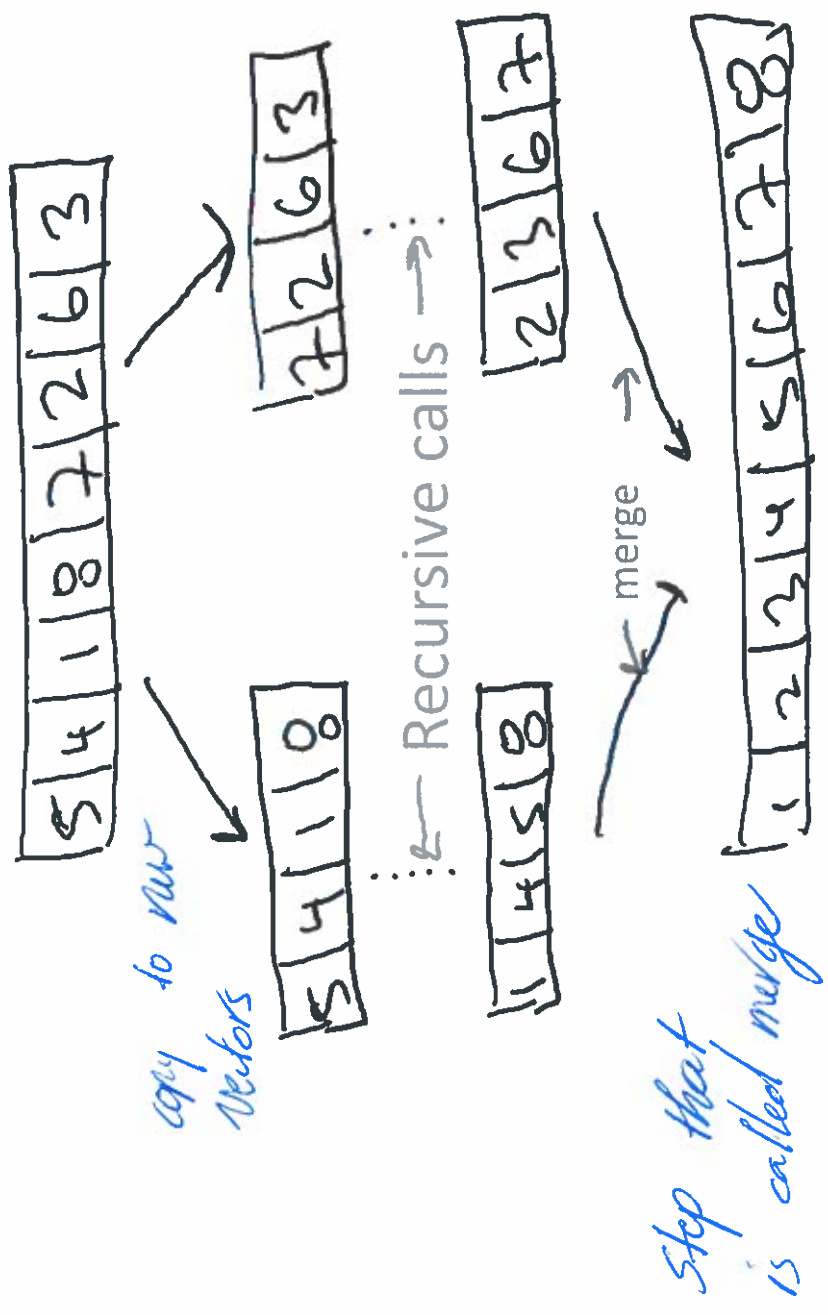 5 4 1 8 7 2 6 3
copy to new
vectors
5 4 1 8
7 2 6 3
← Recursive calls →
1 4 5 8
2 3 6 7
← merge →
Step that
is called merge
1 2 3 4 5 6 7 8